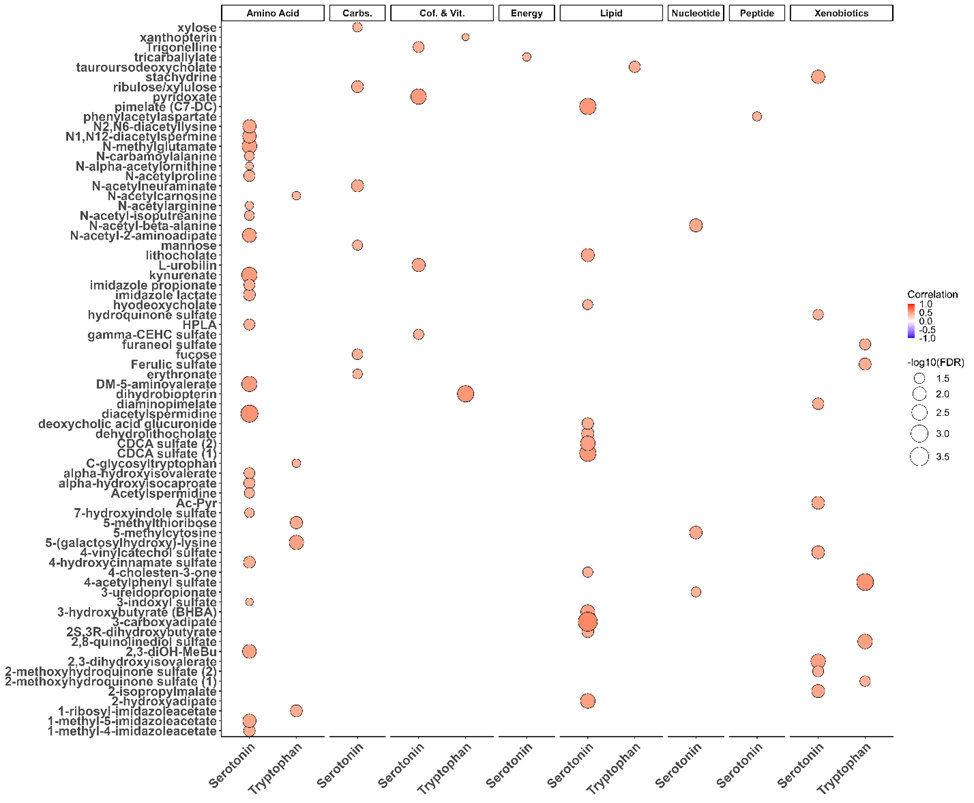 Amino Acid Carbs. Cof. & Vit. Energy Lipid Nucleotide Peptide Xenobiotics
xylose
xanthopterin
Trigonelline
tricarballylate
tauroursodeoxycholate
stachydrine
ribulose/xylulose
pyridoxate
pimelate (C7-DC)
phenylacetylaspartate
N2,N6-diacetyllysine
N1,N12-diacetylspermine
N-methylglutamate
N-carbamoylalanine
N-alpha-acetylornithine
N-acetylproline
N-acetylneuraminate
N-acetylcarnosine
N-acetylarginine
N-acetyl-isoputreanine
N-acetyl-beta-alanine
N-acetyl-2-aminoadipate
mannose
lithocholate
L-urobilin
kynurenate
imidazole propionate
imidazole lactate
hyodeoxycholate
hydroquinone sulfate
HPLA
gamma-CEHC sulfate
furaneol sulfate
fucose
Ferulic sulfate
erythronate
DM-5-aminovalerate
dihydrobiopterin
diaminopimelate
diacetylspermidine
deoxycholic acid glucuronide
dehydrolithocholate
CDCA sulfate (2)
CDCA sulfate (1)
C-glycosyltryptophan
alpha-hydroxyisovalerate
alpha-hydroxyisocaproate
Acetylspermidine
Ac-Pyr
7-hydroxyindole sulfate
5-methylthioribose
5-methylcytosine
5-(galactosylhydroxy)-lysine
4-vinylcatechol sulfate
4-hydroxycinnamate sulfate
4-cholesten-3-one
4-acetylphenyl sulfate
3-ureidopropionate
3-indoxyl sulfate
3-hydroxybutyrate (BHBA)
3-carboxyadipate
2S,3R-dihydroxybutyrate
2,8-quinolinediol sulfate
2,3-diOH-MeBu
2,3-dihydroxyisovalerate
2-methoxyhydroquinone sulfate (2)
2-methoxyhydroquinone sulfate (1)
2-isopropylmalate
2-hydroxyadipate
1-ribosyl-imidazoleacetate
1-methyl-5-imidazoleacetate
1-methyl-4-imidazoleacetate
Serotonin Tryptophan Serotonin Serotonin Tryptophan Serotonin Serotonin Tryptophan Serotonin Serotonin Serotonin Tryptophan
Correlation
1.0
0.5
0.0
-0.5
-1.0
-log10(FDR)
1.5
2.0
2.5
3.0
3.5